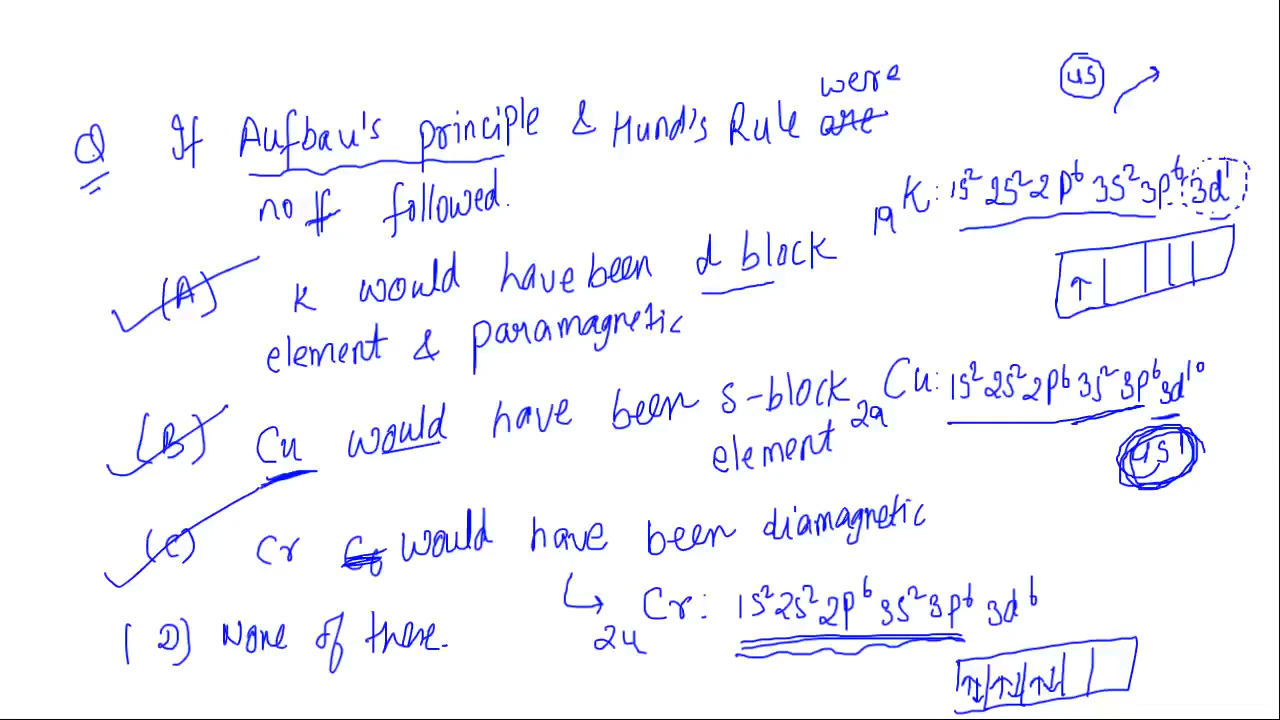 4s
Q If Aufbau's principle & Hund's Rule were are
not followed.
(A) K would have been d block
element & paramagnetic
19K: 1s² 2s² 2p⁶ 3s² 3p⁶ 3d¹
↑
(B) Cu would have been s-block
element
29Cu: 1s² 2s² 2p⁶ 3s² 3p⁶ 3d¹⁰
4s¹
(C) Cr would have been diamagnetic
24Cr: 1s² 2s² 2p⁶ 3s² 3p⁶ 3d⁶
↑↓ ↑↓ ↑↓
(D) None of these.